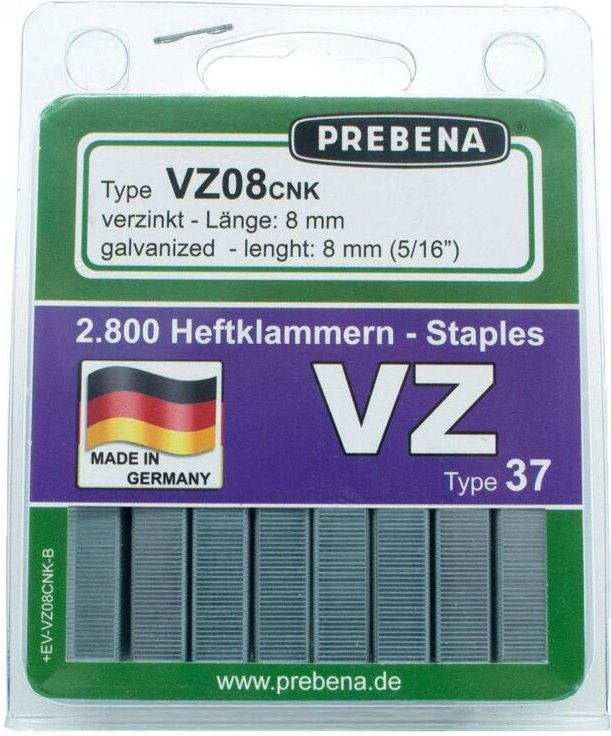 PREBENA®
Type VZ08CNK
verzinkt - Länge: 8 mm
galvanized - lenght: 8 mm (5/16”)
2.800 Heftklammern - Staples
VZ
MADE IN
GERMANY
Type 37
+EV-VZ08CNK-B
www.prebena.de